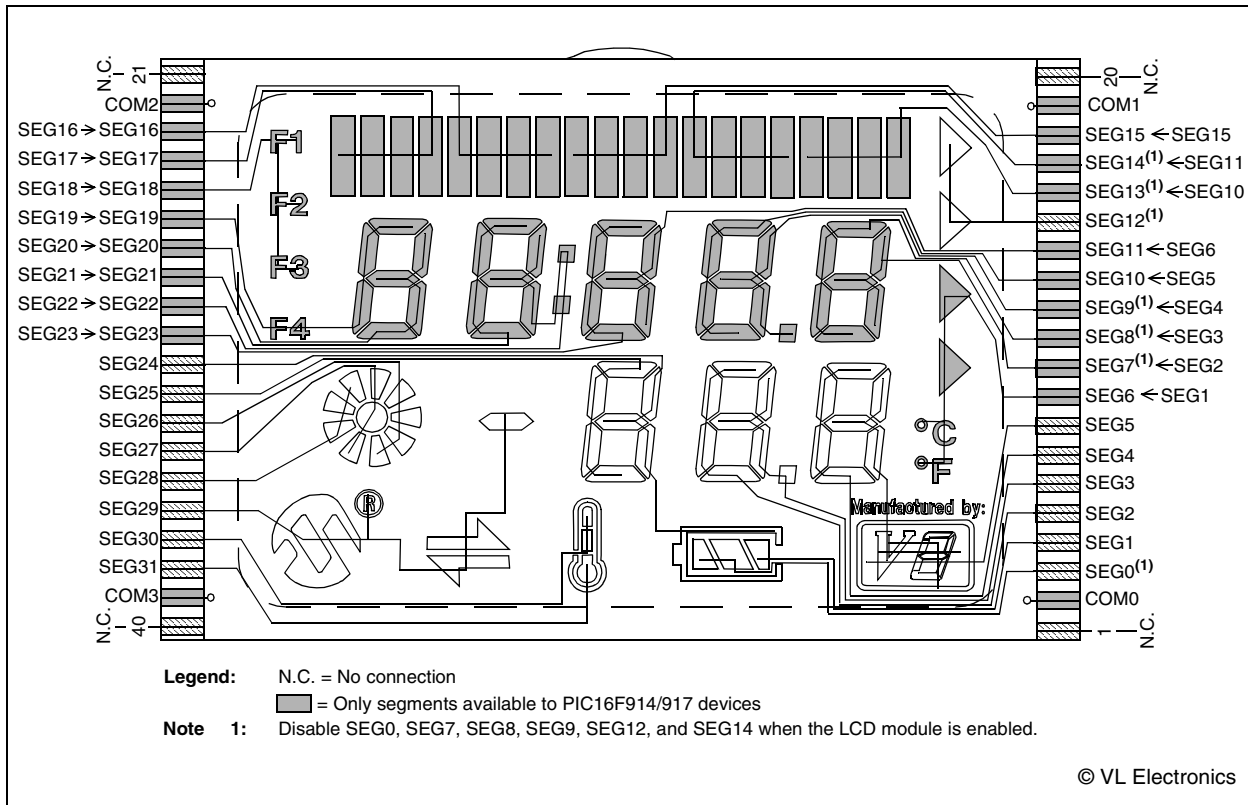 N.C.
21
COM2
SEG16→SEG16
SEG17→SEG17
SEG18→SEG18
SEG19→SEG19
SEG20→SEG20
SEG21→SEG21
SEG22→SEG22
SEG23→SEG23
SEG24
SEG25
SEG26
SEG27
SEG28
SEG29
SEG30
SEG31
COM3
N.C.
40
F1
F2
F3
F4
®
°C
°F
Manufactured by:
20
N.C.
COM1
SEG15 ←SEG15
SEG14(1)←SEG11
SEG13(1)←SEG10
SEG12(1)
SEG11←SEG6
SEG10←SEG5
SEG9(1)←SEG4
SEG8(1)←SEG3
SEG7(1)←SEG2
SEG6 ←SEG1
SEG5
SEG4
SEG3
SEG2
SEG1
SEG0(1)
COM0
1
N.C.
Legend: N.C. = No connection
= Only segments available to PIC16F914/917 devices
Note 1: Disable SEG0, SEG7, SEG8, SEG9, SEG12, and SEG14 when the LCD module is enabled.
© VL Electronics